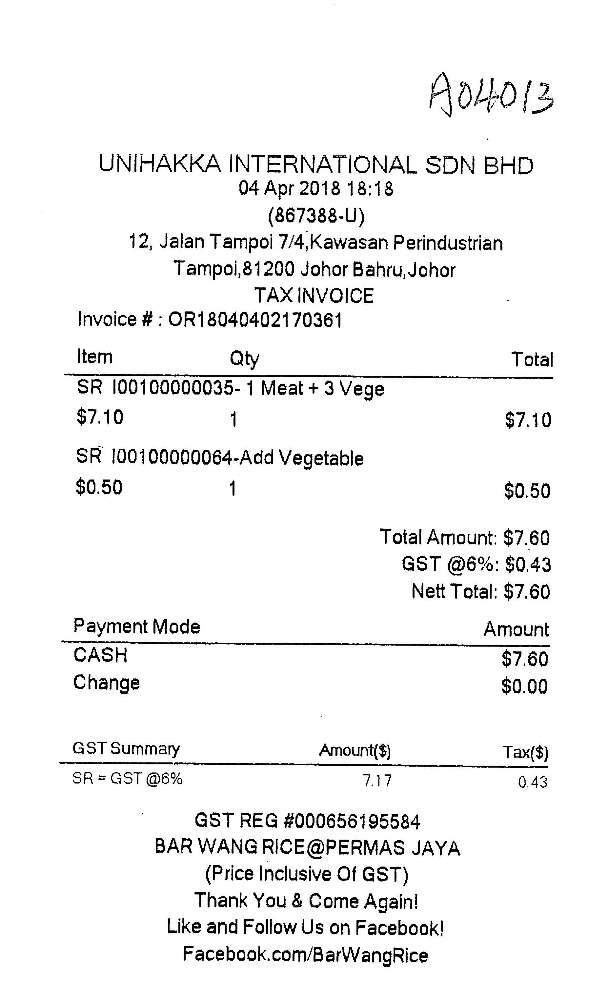 A04013
UNIHAKKA INTERNATIONAL SDN BHD
04 Apr 2018 18:18
(867388-U)
12, Jalan Tampoi 7/4,Kawasan Perindustrian
Tampoi,81200 Johor Bahru,Johor
TAX INVOICE
Invoice # : OR18040402170361
Item Qty Total
SR I00100000035- 1 Meat + 3 Vege
$7.10 1 $7.10
SR I00100000064-Add Vegetable
$0.50 1 $0.50
Total Amount: $7.60
GST @6%: $0.43
Nett Total: $7.60
Payment Mode Amount
CASH $7.60
Change $0.00
GST Summary Amount($) Tax($)
SR = GST @6% 7.17 0.43
GST REG #000656195584
BAR WANG RICE@PERMAS JAYA
(Price Inclusive Of GST)
Thank You & Come Again!
Like and Follow Us on Facebook!
Facebook.com/BarWangRice